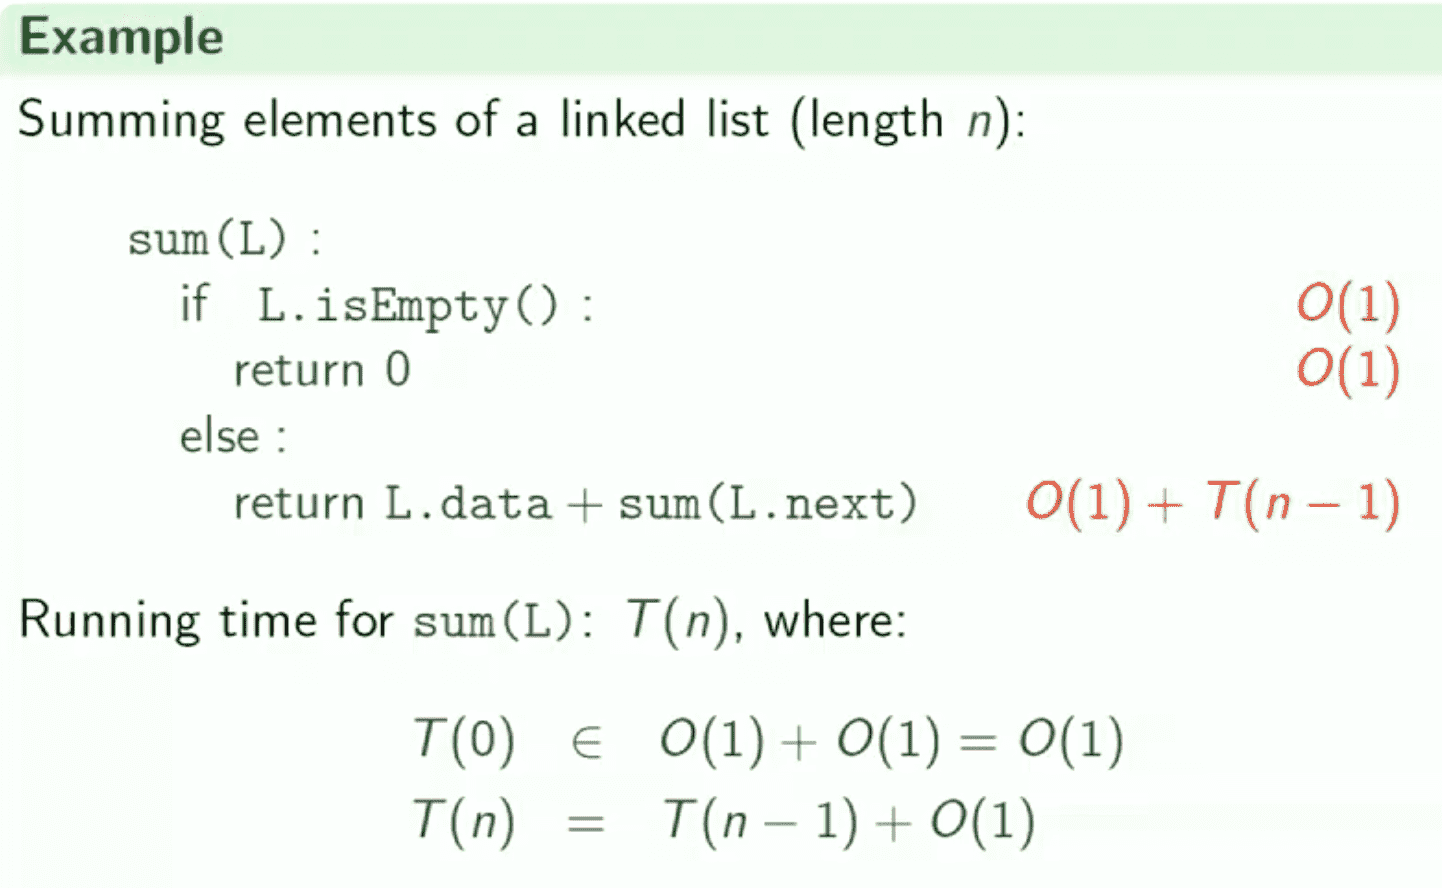 Example
Summing elements of a linked list (length n):
sum(L) :
if L.isEmpty() : O(1)
return 0 O(1)
else :
return L.data + sum(L.next) O(1) + T(n − 1)
Running time for sum(L): T(n), where:
T(0) ∈ O(1) + O(1) = O(1)
T(n) = T(n − 1) + O(1)